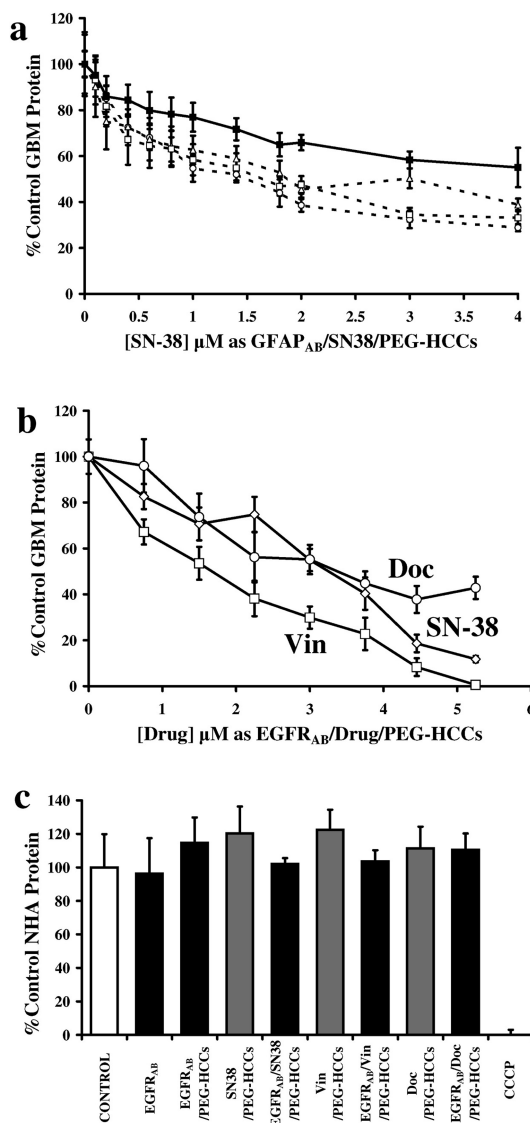 a
%Control GBM Protein
120
100
80
60
40
20
0
0 0.5 1 1.5 2 2.5 3 3.5 4
[SN-38] µM as GFAPAB/SN38/PEG-HCCs
b
%Control GBM Protein
120
100
80
60
40
20
0
Doc
SN-38
Vin
0 1 2 3 4 5 6
[Drug] µM as EGFRAB/Drug/PEG-HCCs
c
%Control NHA Protein
140
120
100
80
60
40
20
0
CONTROL
EGFRAB
EGFRAB
/PEG-HCCs
SN38
/PEG-HCCs
EGFRAB/SN38
/PEG-HCCs
Vin
/PEG-HCCs
EGFRAB/Vin
/PEG-HCCs
Doc
/PEG-HCCs
EGFRAB/Doc
/PEG-HCCs
CCCP